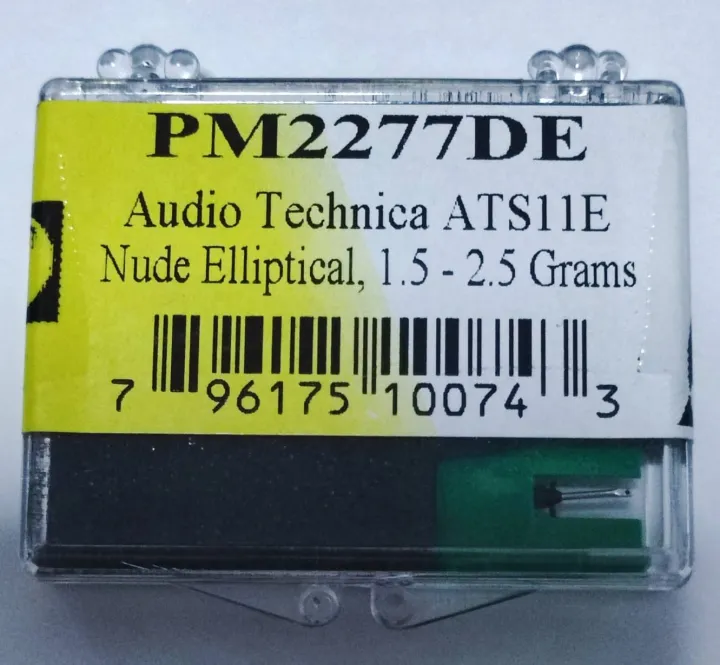 PM2277DE
Audio Technica ATS11E
Nude Elliptical, 1.5 - 2.5 Grams
7 96175 10074 3